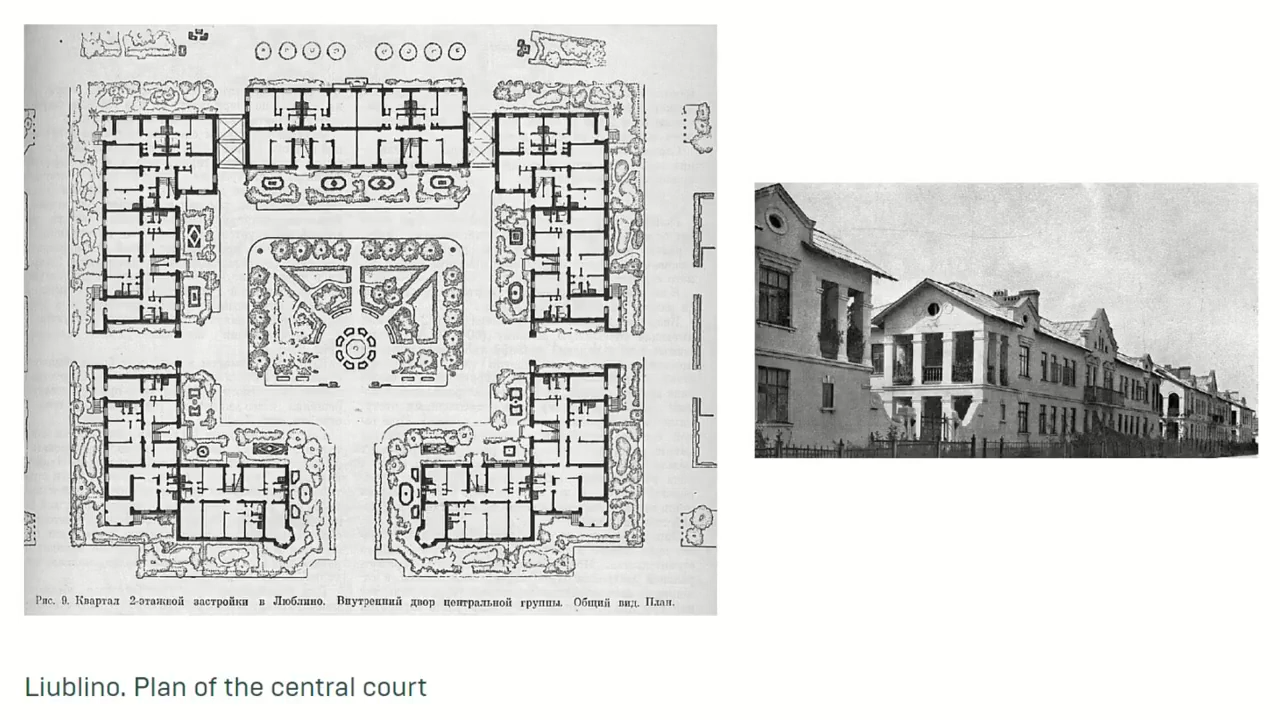 Рис. 9. Квартал 2-этажной застройки в Люблино. Внутренний двор центральной группы. Общий вид. План.
Liublino. Plan of the central court